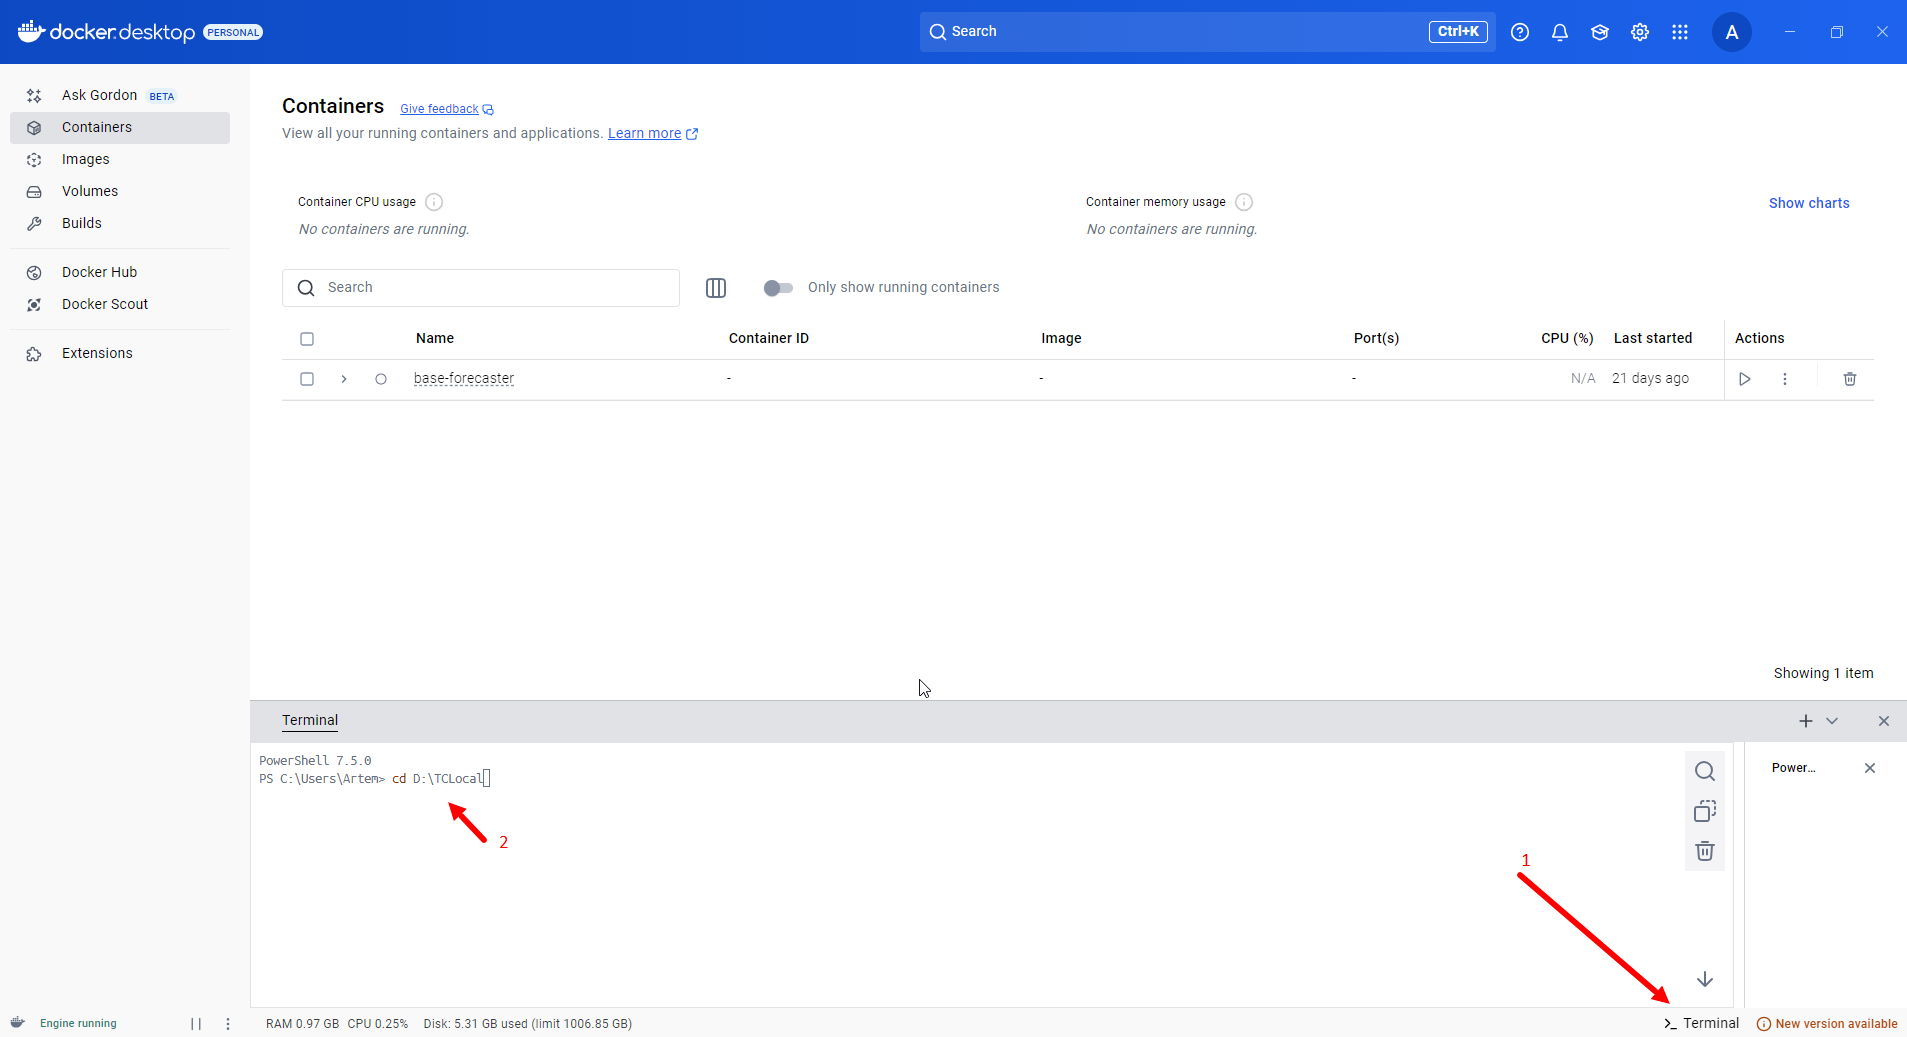 docker.desktop PERSONAL
Search Ctrl+K
A
Ask Gordon BETA
Containers
Images
Volumes
Builds
Docker Hub
Docker Scout
Extensions
Containers Give feedback
View all your running containers and applications. Learn more
Container CPU usage
No containers are running.
Container memory usage
No containers are running.
Show charts
Search
Only show running containers
Name Container ID Image Port(s) CPU (%) Last started Actions
base-forecaster - - - N/A 21 days ago
Showing 1 item
Terminal
PowerShell 7.5.0
PS C:\Users\Artem> cd D:\TCLocal
Power...
2
1
Engine running
RAM 0.97 GB CPU 0.25% Disk: 5.31 GB used (limit 1006.85 GB)
>_ Terminal
New version available